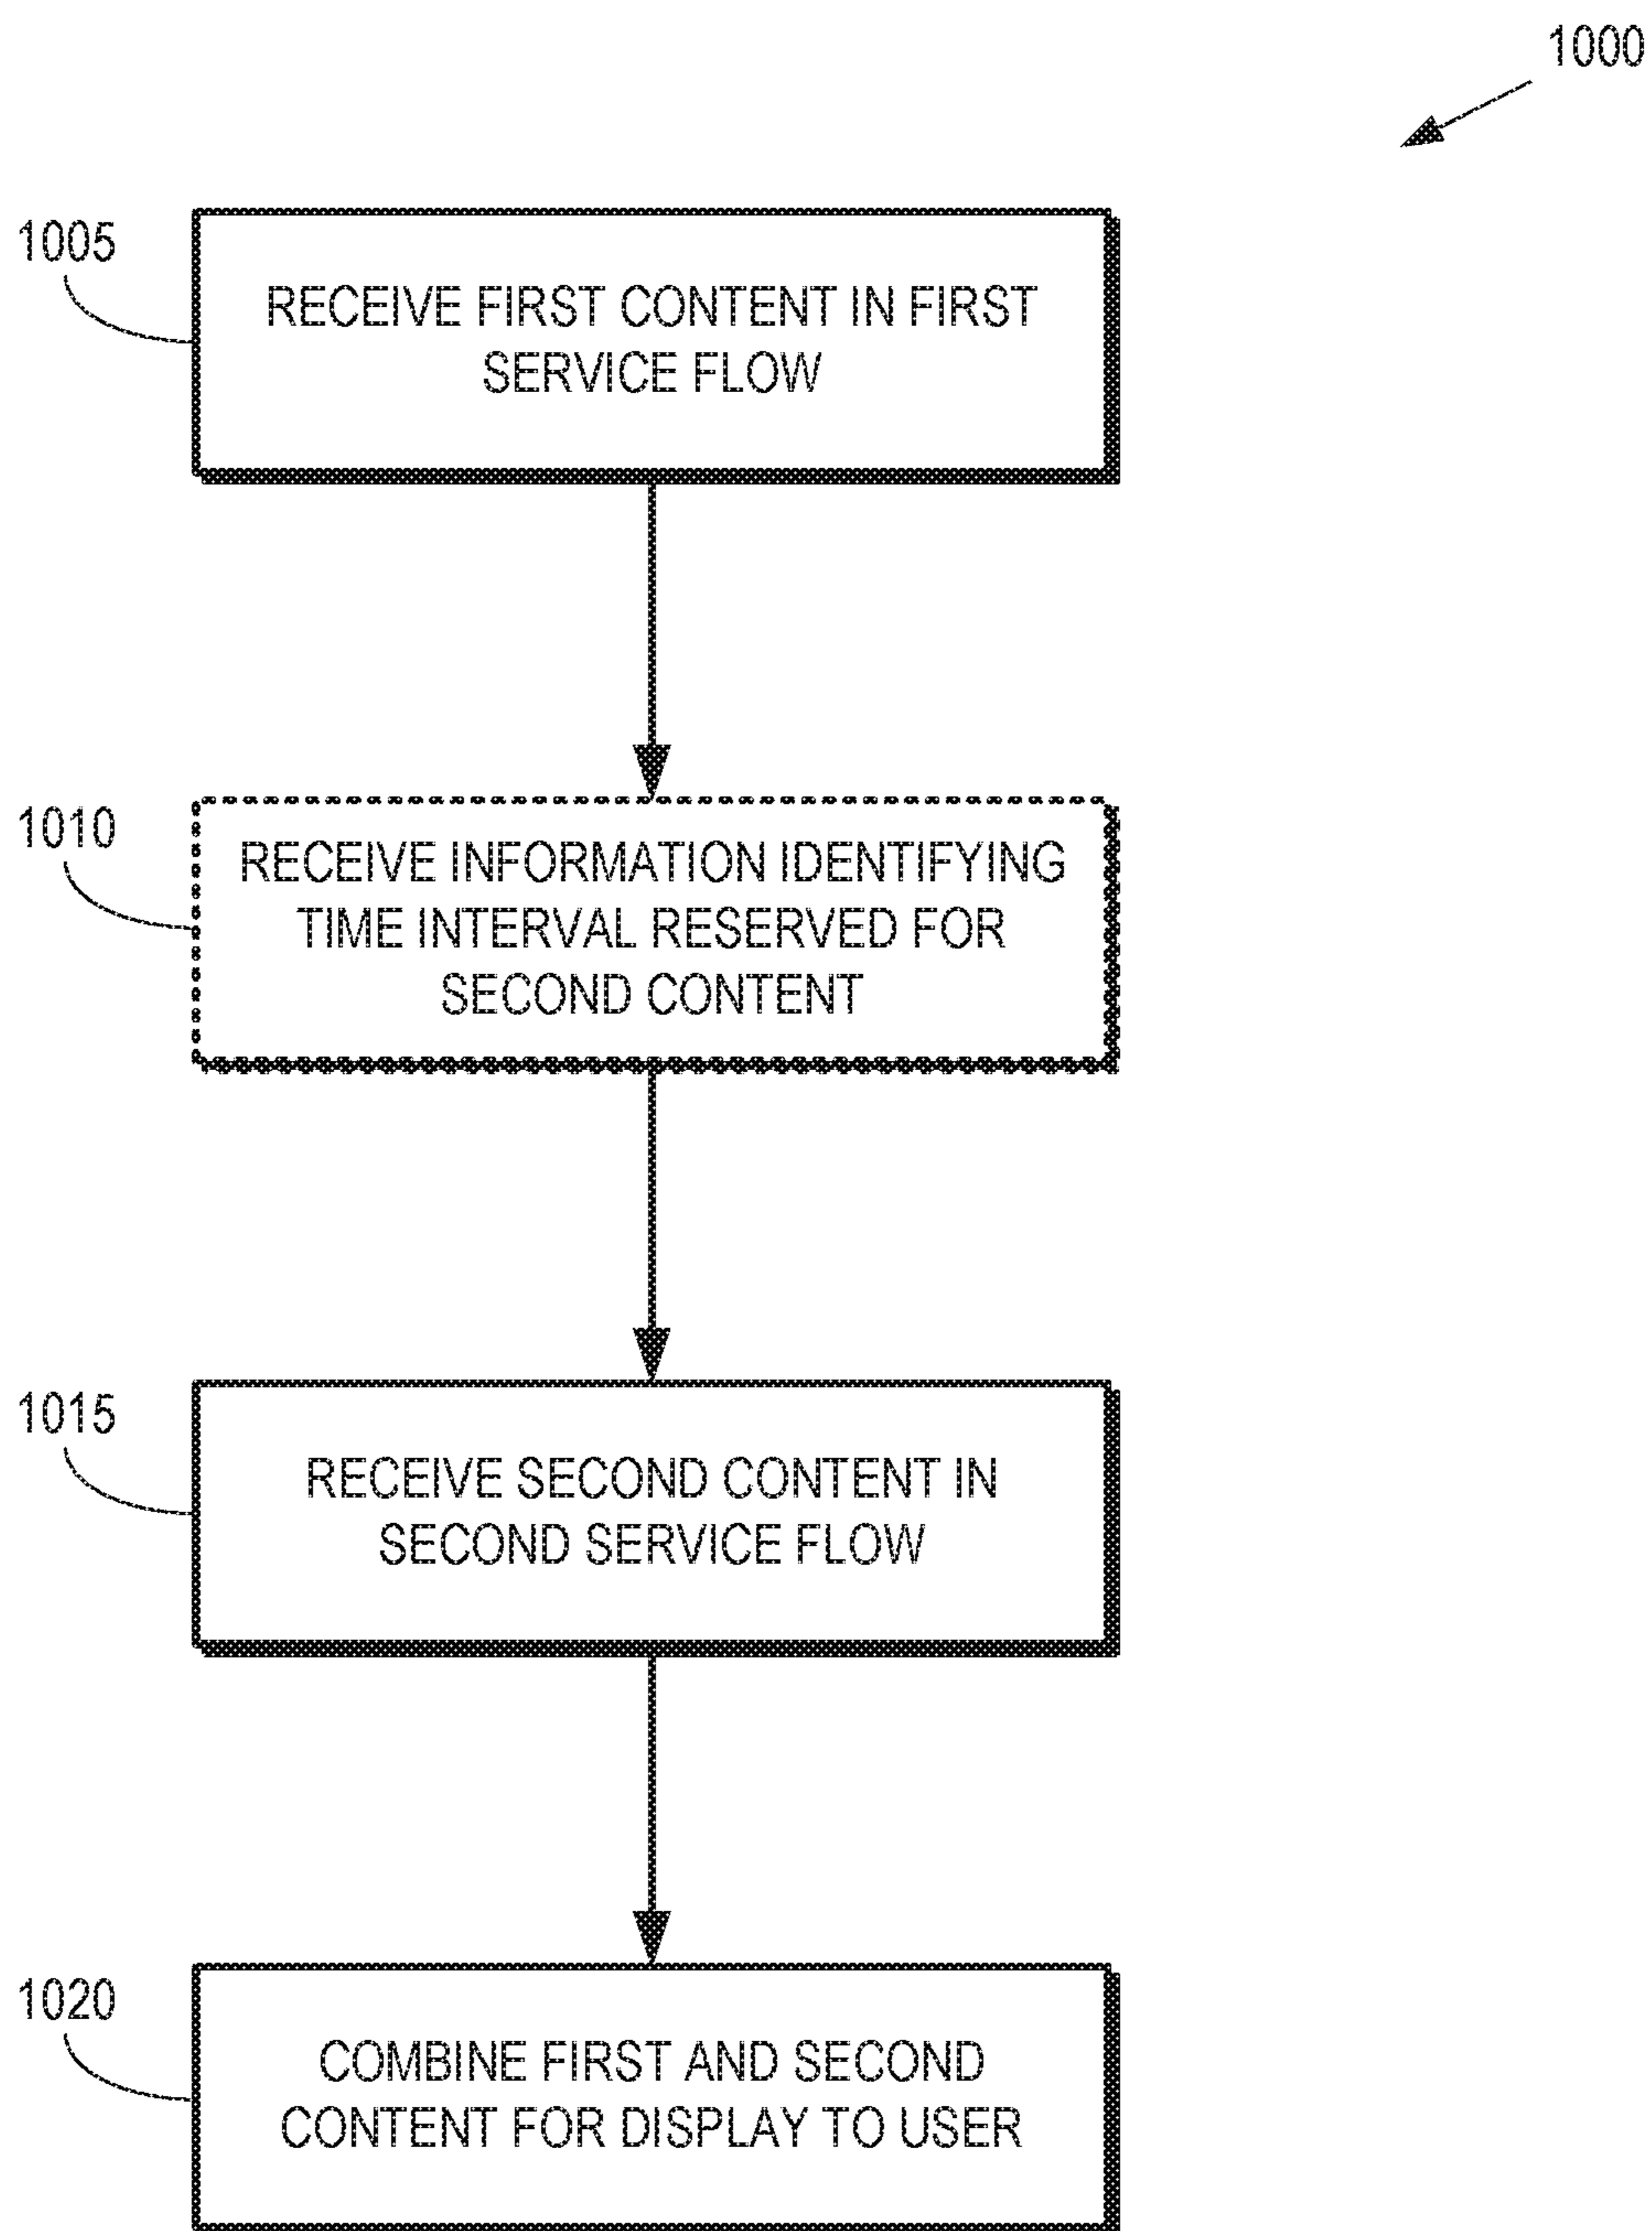 1000
1005
RECEIVE FIRST CONTENT IN FIRST
SERVICE FLOW
1010
RECEIVE INFORMATION IDENTIFYING
TIME INTERVAL RESERVED FOR
SECOND CONTENT
1015
RECEIVE SECOND CONTENT IN
SECOND SERVICE FLOW
1020
COMBINE FIRST AND SECOND
CONTENT FOR DISPLAY TO USER